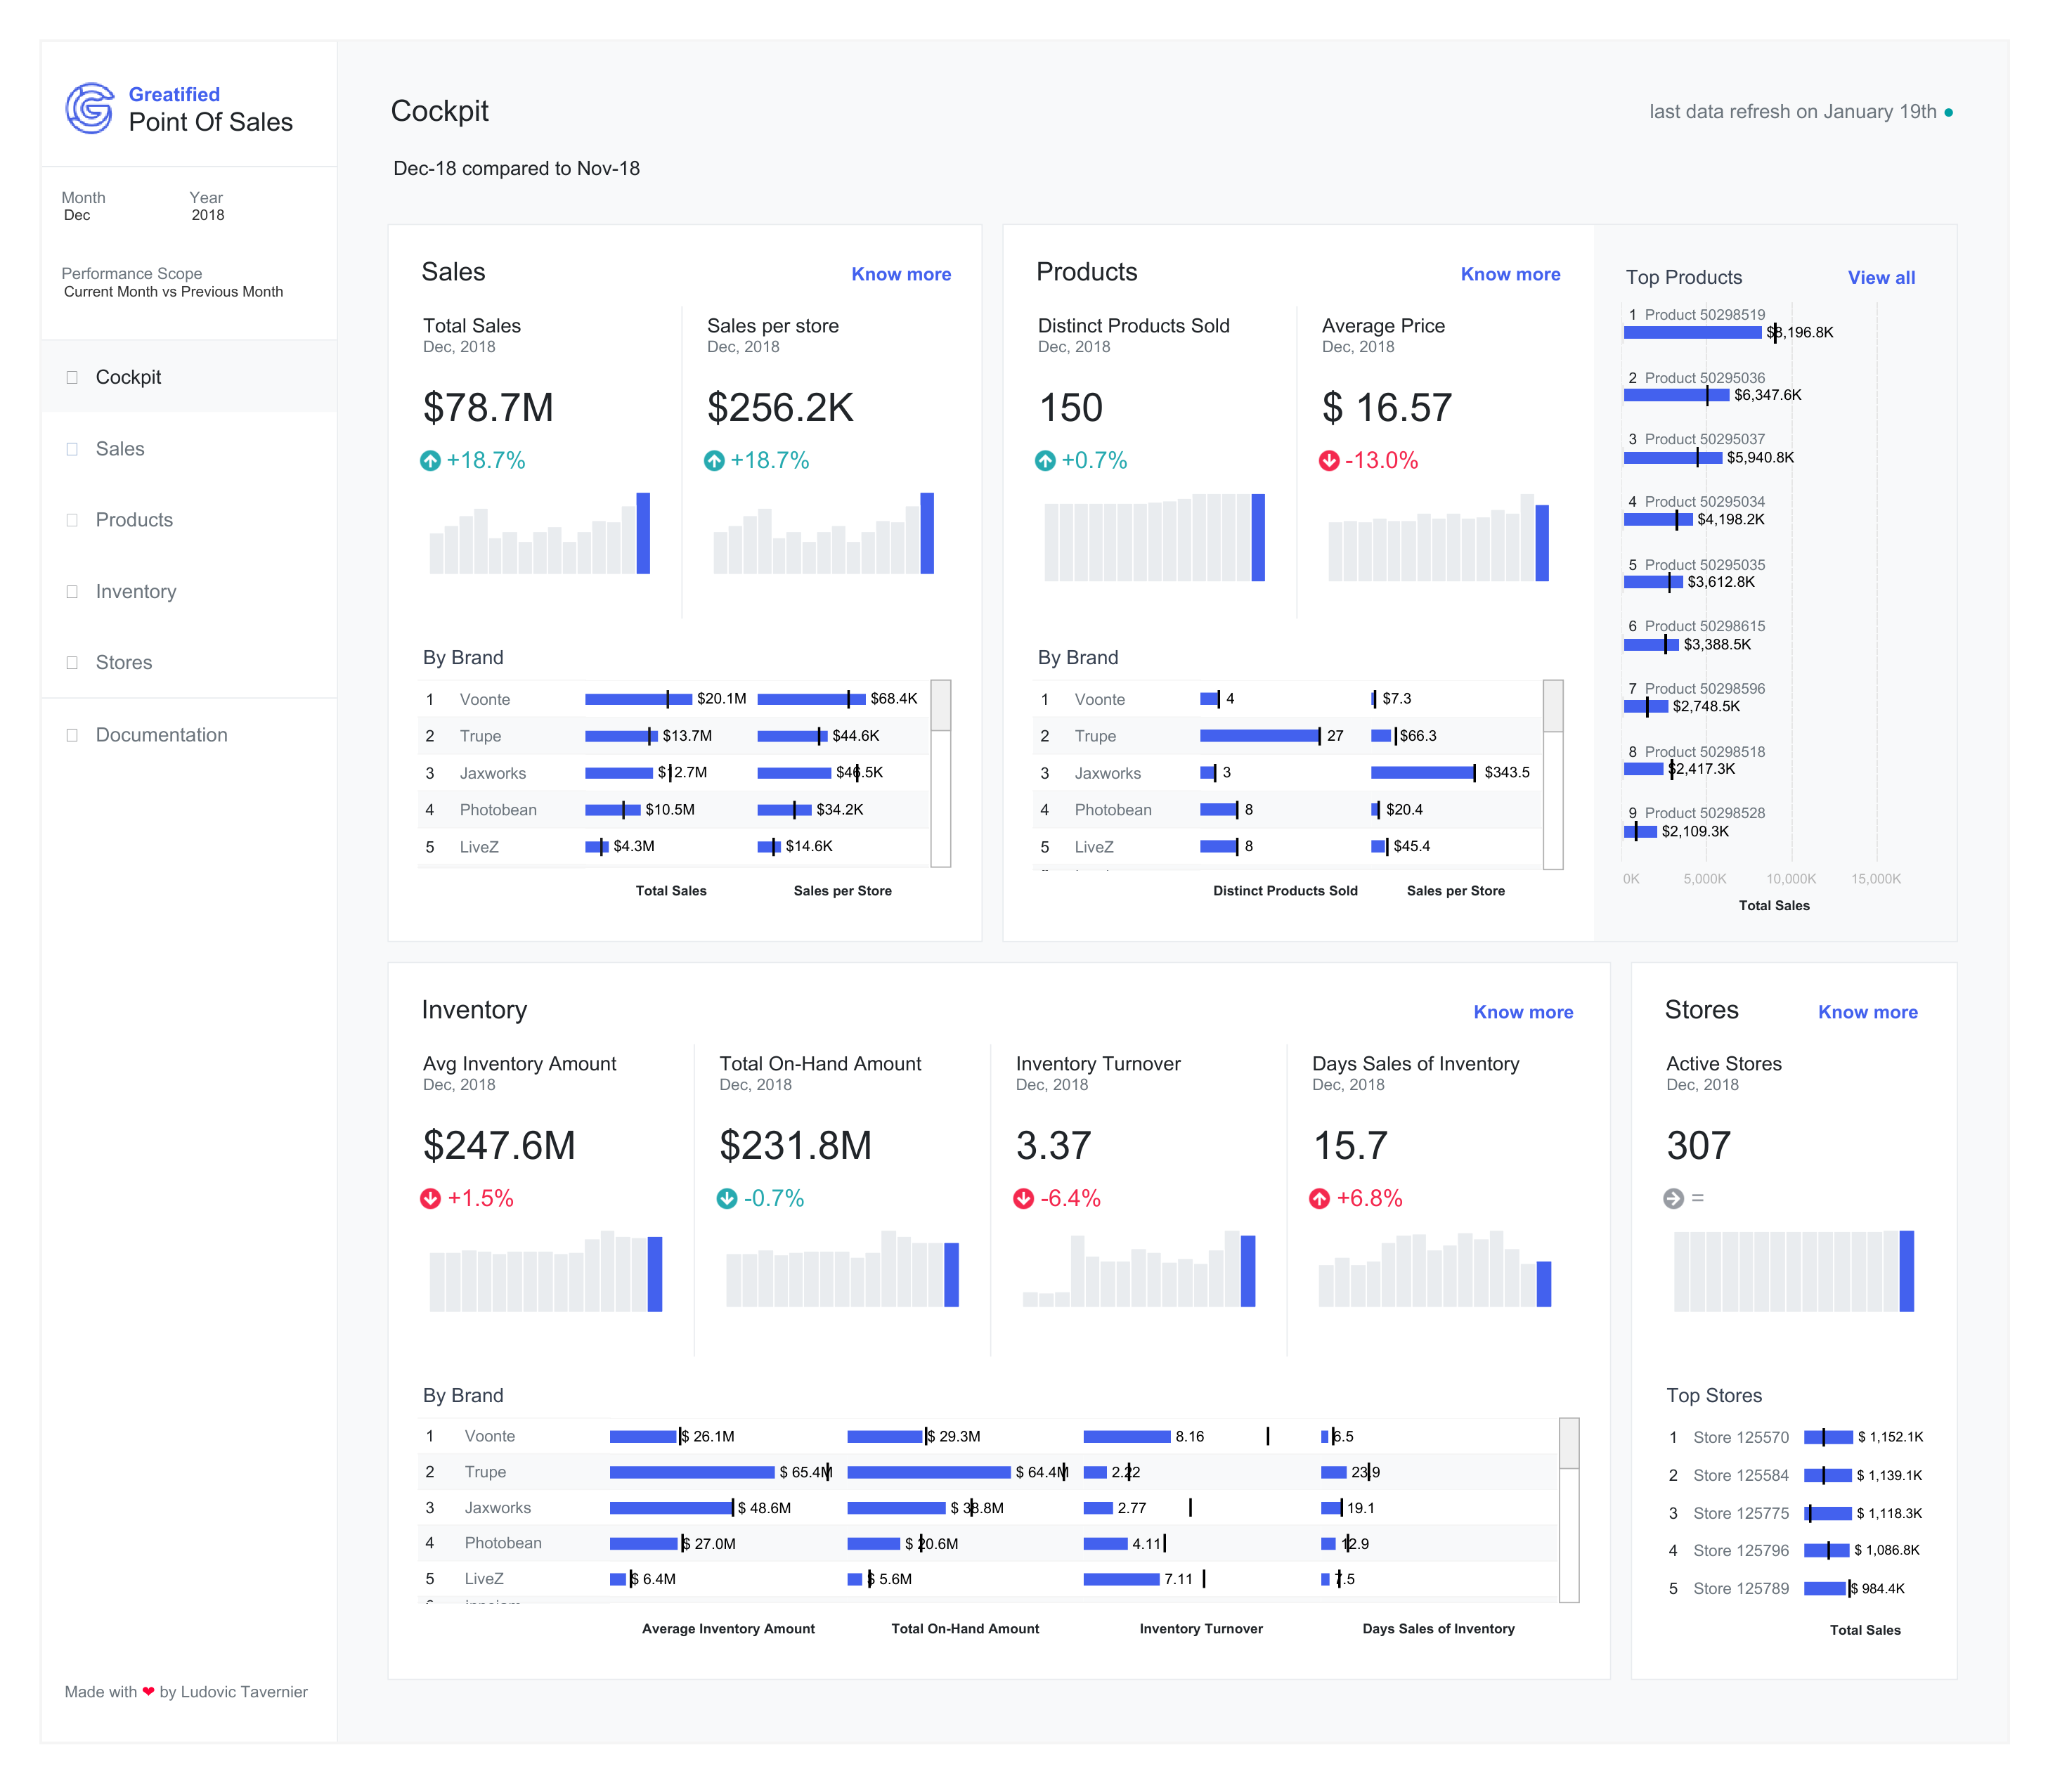 Greatified
Point Of Sales
Month Year
Dec 2018
Performance Scope
Current Month vs Previous Month
Cockpit
Sales
Products
Inventory
Stores
Documentation
Made with ❤ by Ludovic Tavernier
Cockpit
last data refresh on January 19th
Dec-18 compared to Nov-18
Sales Know more
Total Sales Sales per store
Dec, 2018 Dec, 2018
$78.7M $256.2K
+18.7% +18.7%
By Brand
1 Voonte $20.1M $68.4K
2 Trupe $13.7M $44.6K
3 Jaxworks $12.7M $46.5K
4 Photobean $10.5M $34.2K
5 LiveZ $4.3M $14.6K
Total Sales Sales per Store
Products Know more
Distinct Products Sold Average Price
Dec, 2018 Dec, 2018
150 $ 16.57
+0.7% -13.0%
By Brand
1 Voonte 4 $7.3
2 Trupe 27 $66.3
3 Jaxworks 3 $343.5
4 Photobean 8 $20.4
5 LiveZ 8 $45.4
Distinct Products Sold Sales per Store
Top Products View all
1 Product 50298519
$8,196.8K
2 Product 50295036
$6,347.6K
3 Product 50295037
$5,940.8K
4 Product 50295034
$4,198.2K
5 Product 50295035
$3,612.8K
6 Product 50298615
$3,388.5K
7 Product 50298596
$2,748.5K
8 Product 50298518
$2,417.3K
9 Product 50298528
$2,109.3K
0K 5,000K 10,000K 15,000K
Total Sales
Inventory Know more
Avg Inventory Amount Total On-Hand Amount Inventory Turnover Days Sales of Inventory
Dec, 2018 Dec, 2018 Dec, 2018 Dec, 2018
$247.6M $231.8M 3.37 15.7
+1.5% -0.7% -6.4% +6.8%
By Brand
1 Voonte $ 26.1M $ 29.3M 8.16 6.5
2 Trupe $ 65.4M $ 64.4M 2.22 23.9
3 Jaxworks $ 48.6M $ 38.8M 2.77 19.1
4 Photobean $ 27.0M $ 20.6M 4.11 12.9
5 LiveZ $ 6.4M $ 5.6M 7.11 7.5
Average Inventory Amount Total On-Hand Amount Inventory Turnover Days Sales of Inventory
Stores Know more
Active Stores
Dec, 2018
307
=
Top Stores
1 Store 125570 $ 1,152.1K
2 Store 125584 $ 1,139.1K
3 Store 125775 $ 1,118.3K
4 Store 125796 $ 1,086.8K
5 Store 125789 $ 984.4K
Total Sales